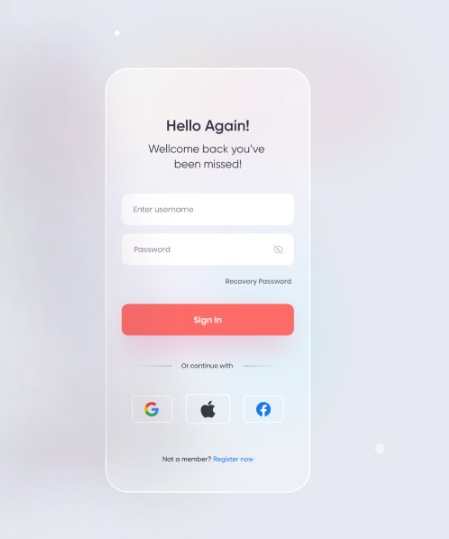 Hello Again!
Wellcome back you've
been missed!
Enter username
Password
Recovery Password
Sign In
Or continue with
Not a member? Register now